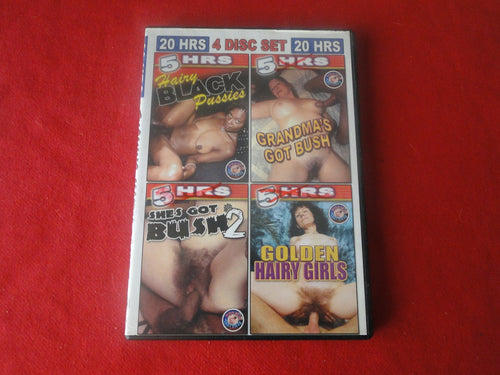 20 HRS 4 DISC SET 20 HRS
5 HRS
Hairy
BLACK
Pussies
5 HRS
GRANDMA'S
GOT BUSH
5 HRS
SHE'S GOT
BUSH #2
5 HRS
GOLDEN
HAIRY GIRLS